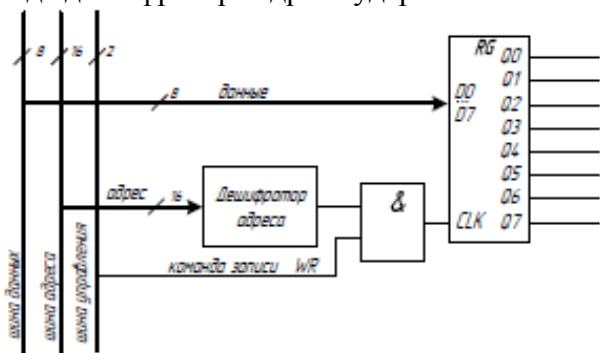 8 16 2
RG
Q0
Q1
8 данные
D0
...
D7
Q2
Q3
Q4
адрес 16
Дешифратор
адреса
&
Q5
Q6
CLK Q7
команда записи WR
шина данных
шина адреса
шина управления